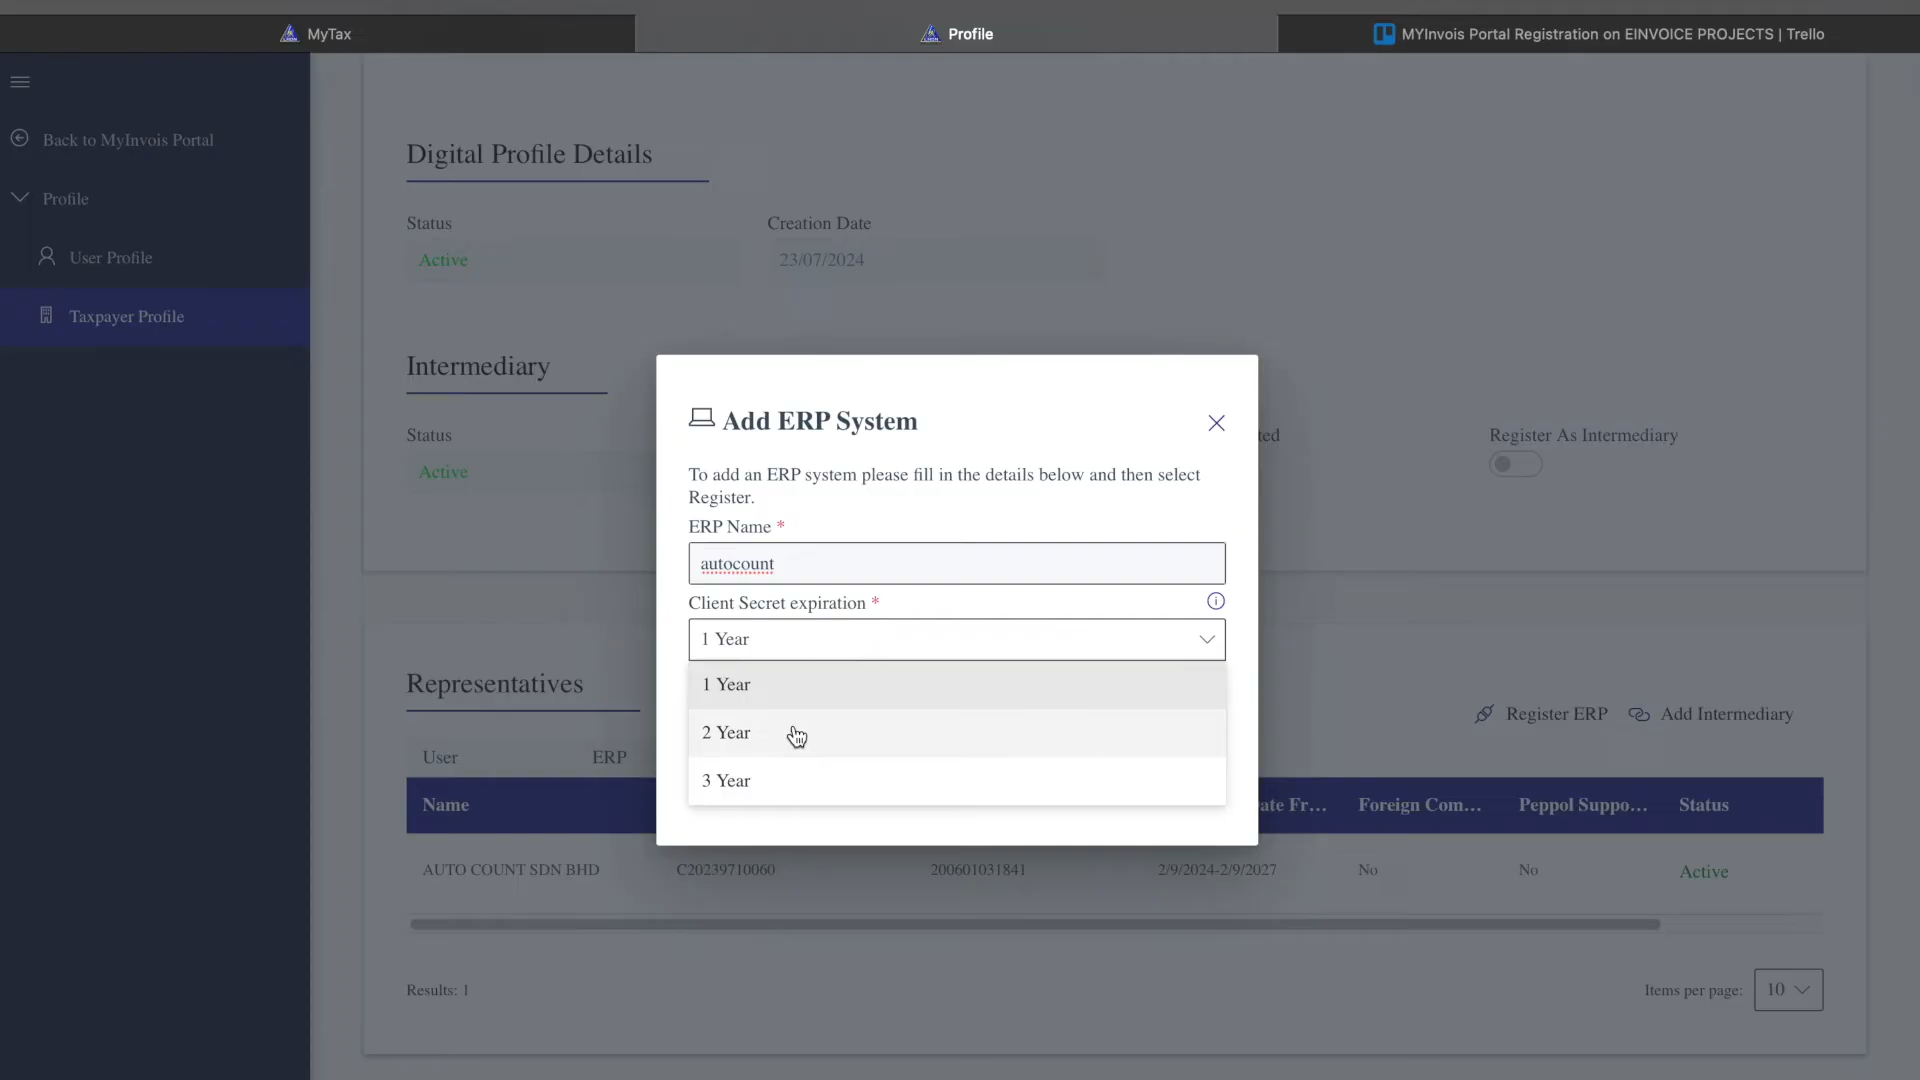 MyTax
Profile
MYInvois Portal Registration on EINVOICE PROJECTS | Trello
Back to MyInvois Portal
Profile
User Profile
Taxpayer Profile
Digital Profile Details
Status
Creation Date
Active
23/07/2024
Intermediary
Status
ted
Register As Intermediary
Active
Add ERP System
To add an ERP system please fill in the details below and then select
Register.
ERP Name *
autocount
Client Secret expiration *
1 Year
1 Year
2 Year
3 Year
Representatives
Register ERP
Add Intermediary
User
ERP
Name
ate Fr...
Foreign Com...
Peppol Suppo...
Status
AUTO COUNT SDN BHD
C20239710060
200601031841
2/9/2024-2/9/2027
No
No
Active
Results: 1
Items per page:
10